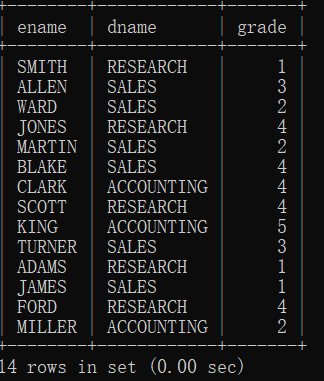 ename dname grade
SMITH RESEARCH 1
ALLEN SALES 3
WARD SALES 2
JONES RESEARCH 4
MARTIN SALES 2
BLAKE SALES 4
CLARK ACCOUNTING 4
SCOTT RESEARCH 4
KING ACCOUNTING 5
TURNER SALES 3
ADAMS RESEARCH 1
JAMES SALES 1
FORD RESEARCH 4
MILLER ACCOUNTING 2
14 rows in set (0.00 sec)